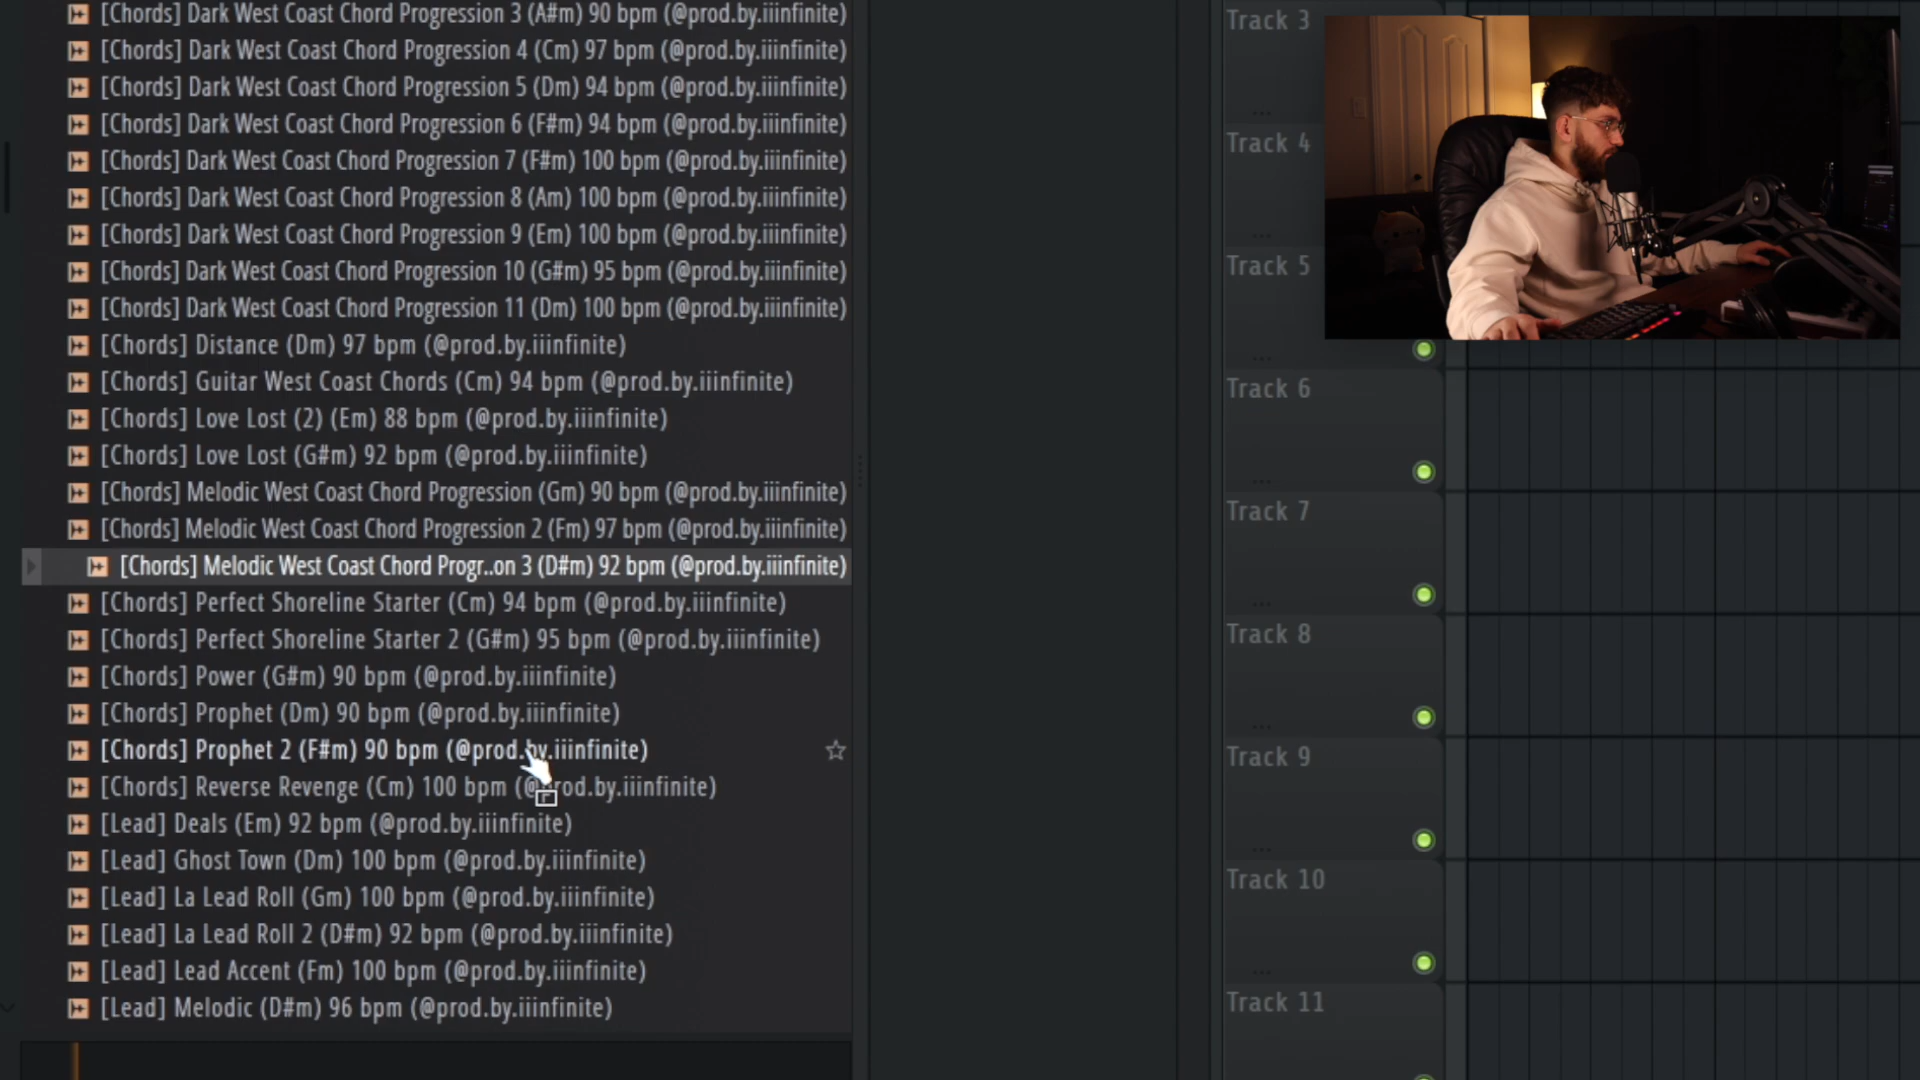 [Chords] Dark West Coast Chord Progression 3 (A#m) 90 bpm (@prod.by.iiinfinite)
[Chords] Dark West Coast Chord Progression 4 (Cm) 97 bpm (@prod.by.iiinfinite)
[Chords] Dark West Coast Chord Progression 5 (Dm) 94 bpm (@prod.by.iiinfinite)
[Chords] Dark West Coast Chord Progression 6 (F#m) 94 bpm (@prod.by.iiinfinite)
[Chords] Dark West Coast Chord Progression 7 (F#m) 100 bpm (@prod.by.iiinfinite)
[Chords] Dark West Coast Chord Progression 8 (Am) 100 bpm (@prod.by.iiinfinite)
[Chords] Dark West Coast Chord Progression 9 (Em) 100 bpm (@prod.by.iiinfinite)
[Chords] Dark West Coast Chord Progression 10 (G#m) 95 bpm (@prod.by.iiinfinite)
[Chords] Dark West Coast Chord Progression 11 (Dm) 100 bpm (@prod.by.iiinfinite)
[Chords] Distance (Dm) 97 bpm (@prod.by.iiinfinite)
[Chords] Guitar West Coast Chords (Cm) 94 bpm (@prod.by.iiinfinite)
[Chords] Love Lost (2) (Em) 88 bpm (@prod.by.iiinfinite)
[Chords] Love Lost (G#m) 92 bpm (@prod.by.iiinfinite)
[Chords] Melodic West Coast Chord Progression (Gm) 90 bpm (@prod.by.iiinfinite)
[Chords] Melodic West Coast Chord Progression 2 (Fm) 97 bpm (@prod.by.iiinfinite)
[Chords] Melodic West Coast Chord Progr..on 3 (D#m) 92 bpm (@prod.by.iiinfinite)
[Chords] Perfect Shoreline Starter (Cm) 94 bpm (@prod.by.iiinfinite)
[Chords] Perfect Shoreline Starter 2 (G#m) 95 bpm (@prod.by.iiinfinite)
[Chords] Power (G#m) 90 bpm (@prod.by.iiinfinite)
[Chords] Prophet (Dm) 90 bpm (@prod.by.iiinfinite)
[Chords] Prophet 2 (F#m) 90 bpm (@prod.by.iiinfinite)
[Chords] Reverse Revenge (Cm) 100 bpm (@prod.by.iiinfinite)
[Lead] Deals (Em) 92 bpm (@prod.by.iiinfinite)
[Lead] Ghost Town (Dm) 100 bpm (@prod.by.iiinfinite)
[Lead] La Lead Roll (Gm) 100 bpm (@prod.by.iiinfinite)
[Lead] La Lead Roll 2 (D#m) 92 bpm (@prod.by.iiinfinite)
[Lead] Lead Accent (Fm) 100 bpm (@prod.by.iiinfinite)
[Lead] Melodic (D#m) 96 bpm (@prod.by.iiinfinite)
Track 3
Track 4
Track 5
Track 6
Track 7
Track 8
Track 9
Track 10
Track 11